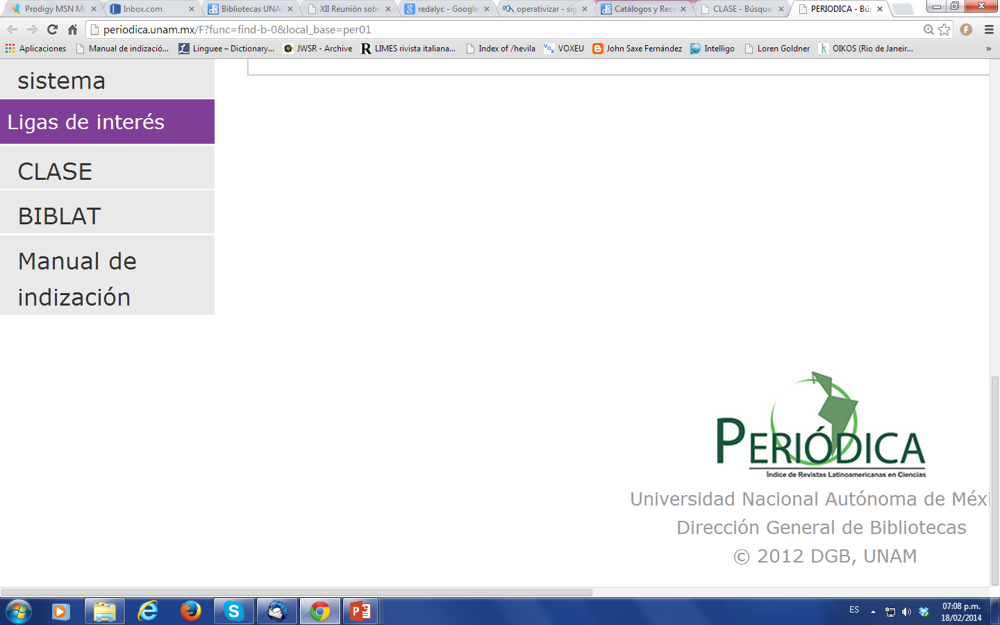 Prodigy MSN M
Inbox.com
Bibliotecas UNA
XII Reunión sob
redalyc - Google
operativizar - sig
Catálogos y Rec
CLASE - Búsque
PERIODICA - Bú
periodica.unam.mx/F?func=find-b-0&local_base=per01
Aplicaciones
Manual de indizació...
Linguee – Dictionary...
JWSR - Archive
LIMES rivista italiana...
Index of /hevila
VOXEU
John Saxe Fernández
Intelligo
Loren Goldner
OIKOS (Rio de Janeir...
»
sistema
Ligas de interés
CLASE
BIBLAT
Manual de
indización
PERIÓDICA
Índice de Revistas Latinoamericanas en Ciencias
Universidad Nacional Autónoma de Méxi
Dirección General de Bibliotecas
© 2012 DGB, UNAM
ES
07:08 p.m.
18/02/2014